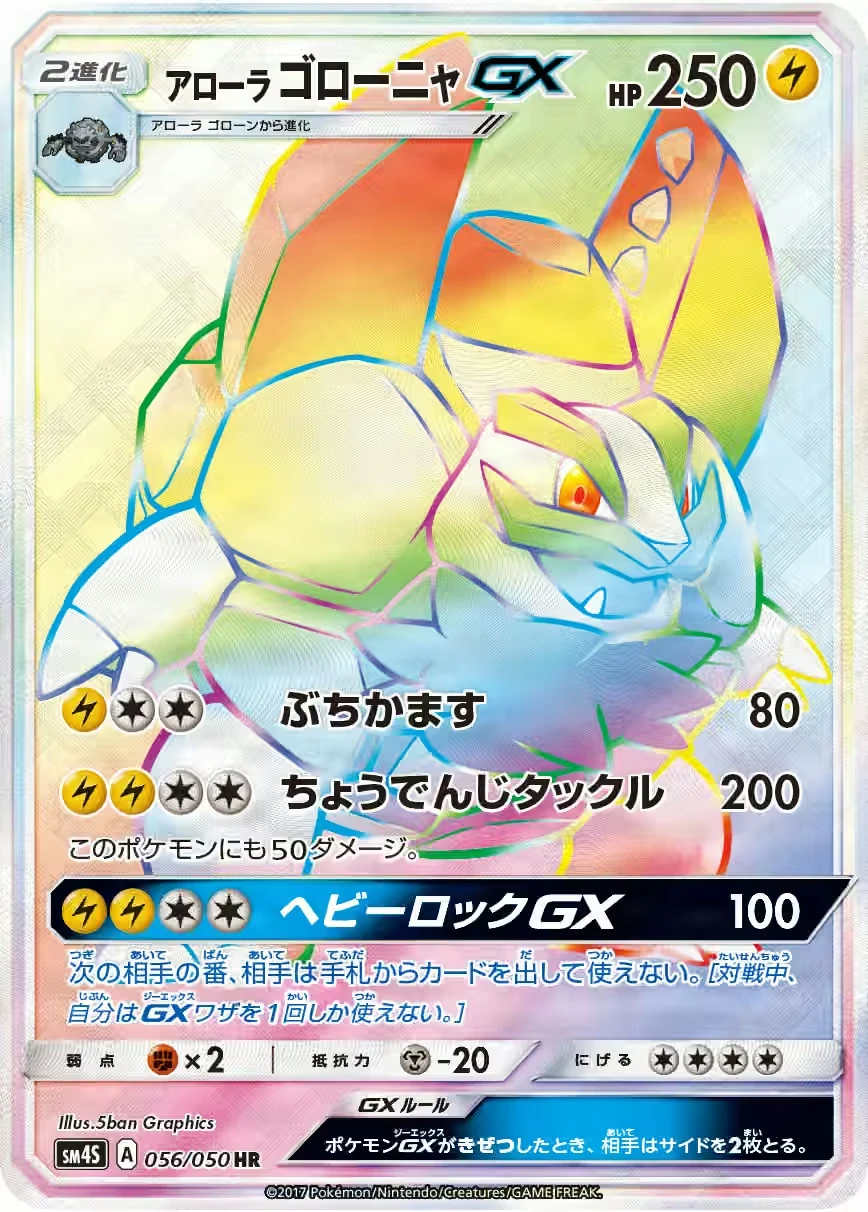 2進化
アローラ ゴローニャGX HP250
アローラ ゴローンから進化
ぶちかます 80
ちょうでんじタックル 200
このポケモンにも50ダメージ。
ヘビーロックGX 100
次の相手の番、相手は手札からカードを出して使えない。[対戦中、
自分はGXワザを1回しか使えない。]
弱点 ×2 抵抗力 -20 にげる
GXルール
Illus.5ban Graphics
ポケモンGXがきぜつしたとき、相手はサイドを2枚とる。
SM4S A 056/050 HR
©2017 Pokémon/Nintendo/Creatures/GAME FREAK.